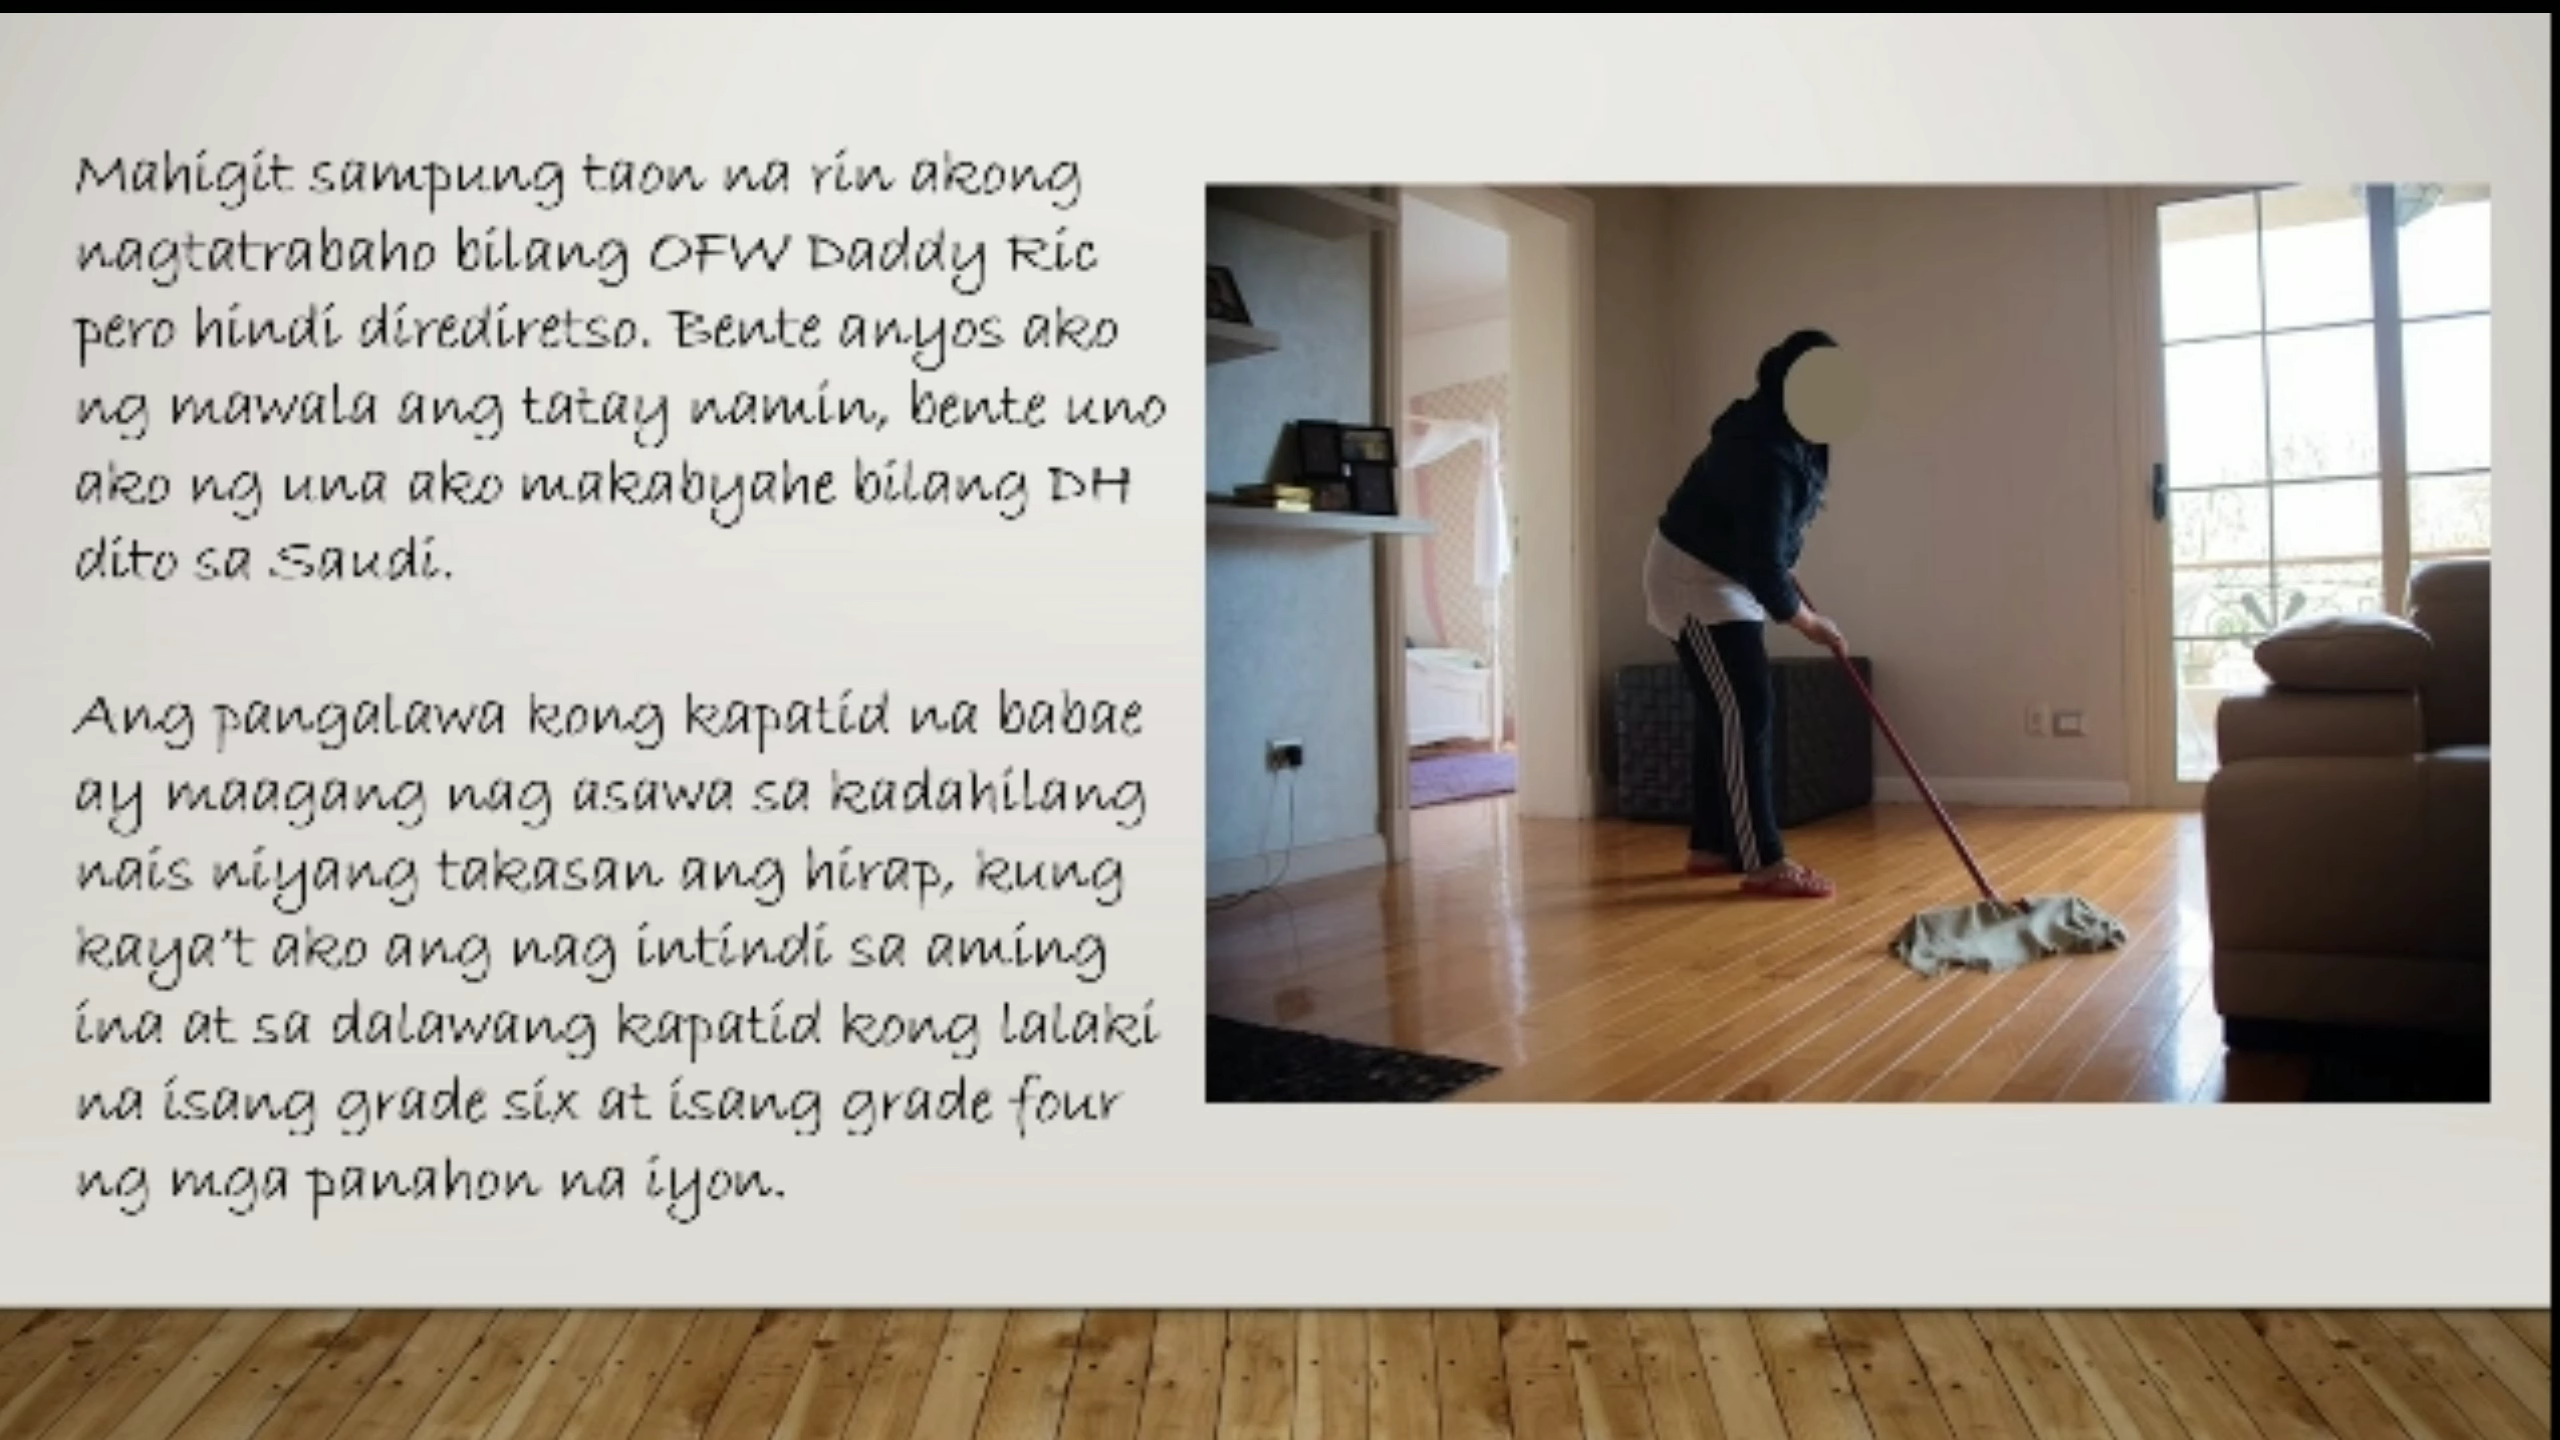 Mahigit sampung taon na rin akong
nagtatrabaho bilang OFW Daddy Ric
pero hindi dirediretso. Bente anyos ako
ng mawala ang tatay namin, bente uno
ako ng una ako makabyahe bilang DH
dito sa Saudi.
Ang pangalawa kong kapatid na babae
ay maagang nag asawa sa kadahilang
nais niyang takasan ang hirap, kung
kaya't ako ang nag intindi sa aming
ina at sa dalawang kapatid kong lalaki
na isang grade six at isang grade four
ng mga panahon na iyon.